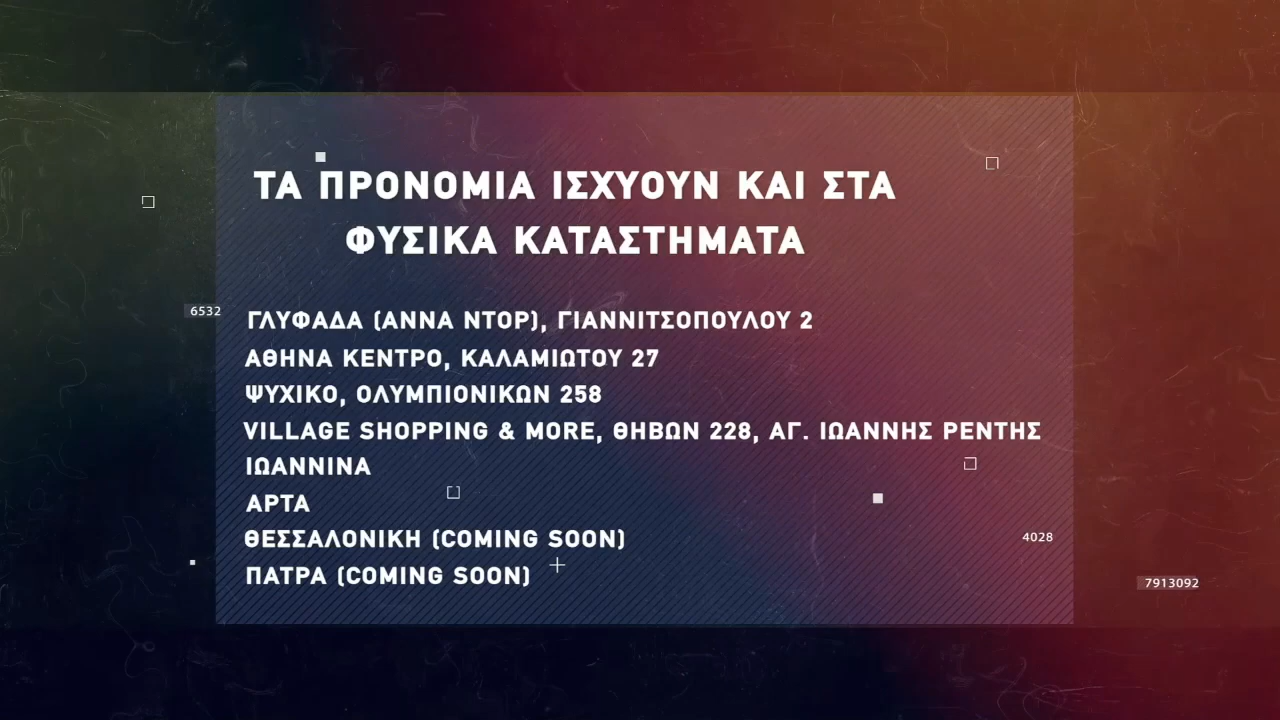 ΤΑ ΠΡΟΝΟΜΙΑ ΙΣΧΥΟΥΝ ΚΑΙ ΣΤΑ
ΦΥΣΙΚΑ ΚΑΤΑΣΤΗΜΑΤΑ
6532
ΓΛΥΦΑΔΑ (ΑΝΝΑ ΝΤΟΡ), ΓΙΑΝΝΙΤΣΟΠΟΥΛΟΥ 2
ΑΘΗΝΑ ΚΕΝΤΡΟ, ΚΑΛΑΜΙΩΤΟΥ 27
ΨΥΧΙΚΟ, ΟΛΥΜΠΙΟΝΙΚΩΝ 258
VILLAGE SHOPPING & MORE, ΘΗΒΩΝ 228, ΑΓ. ΙΩΑΝΝΗΣ ΡΕΝΤΗΣ
ΙΩΑΝΝΙΝΑ
ΑΡΤΑ
ΘΕΣΣΑΛΟΝΙΚΗ (COMING SOON)
4028
ΠΑΤΡΑ (COMING SOON)
7913092